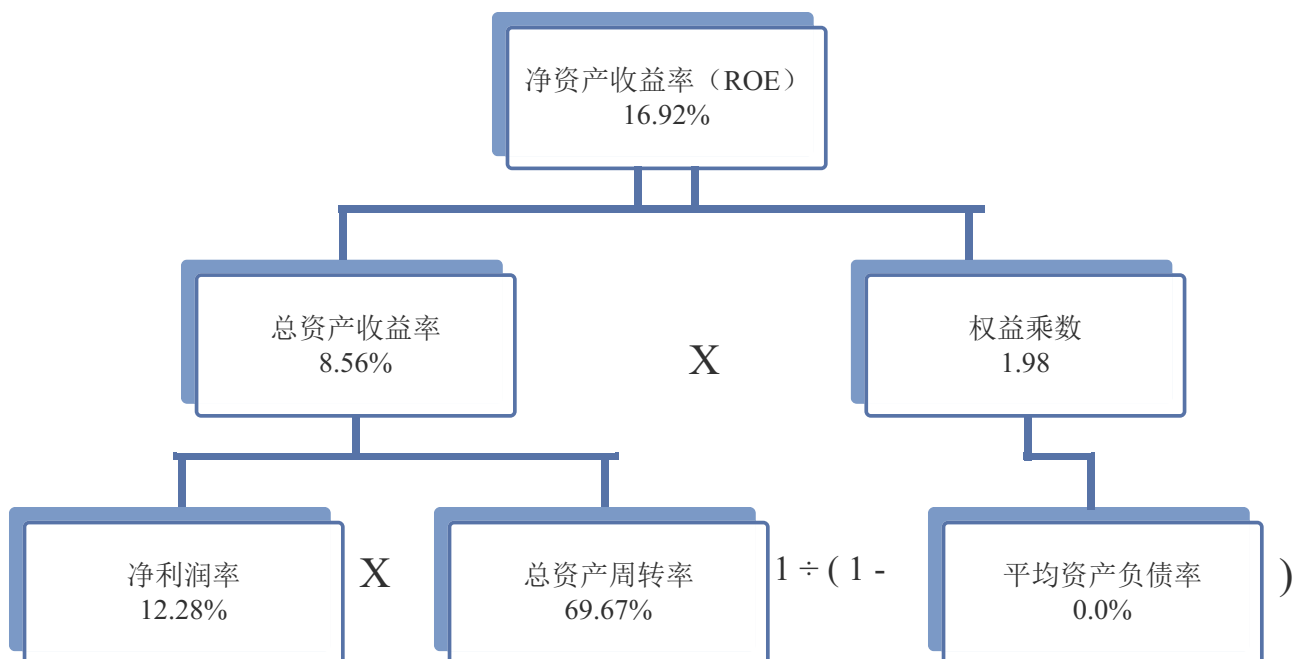 净资产收益率（ROE）
16.92%
总资产收益率
8.56%
X
权益乘数
1.98
净利润率
12.28%
X
总资产周转率
69.67%
1 ÷ ( 1 -
平均资产负债率
0.0%
)